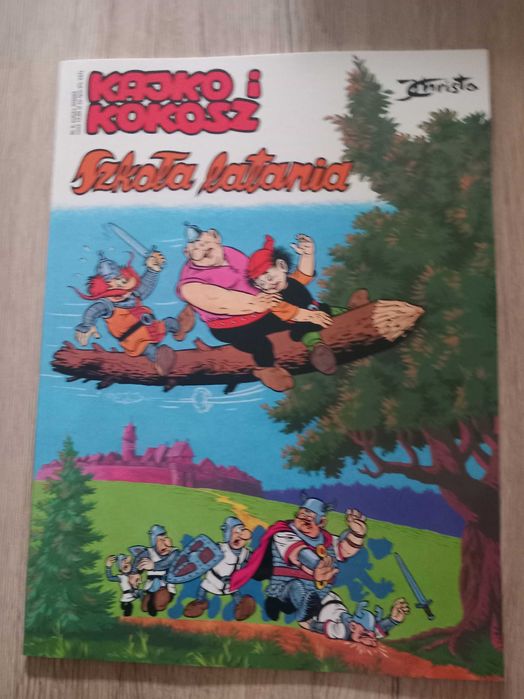 KAJKO i
KOKOSZ
Christa
Szkoła latania